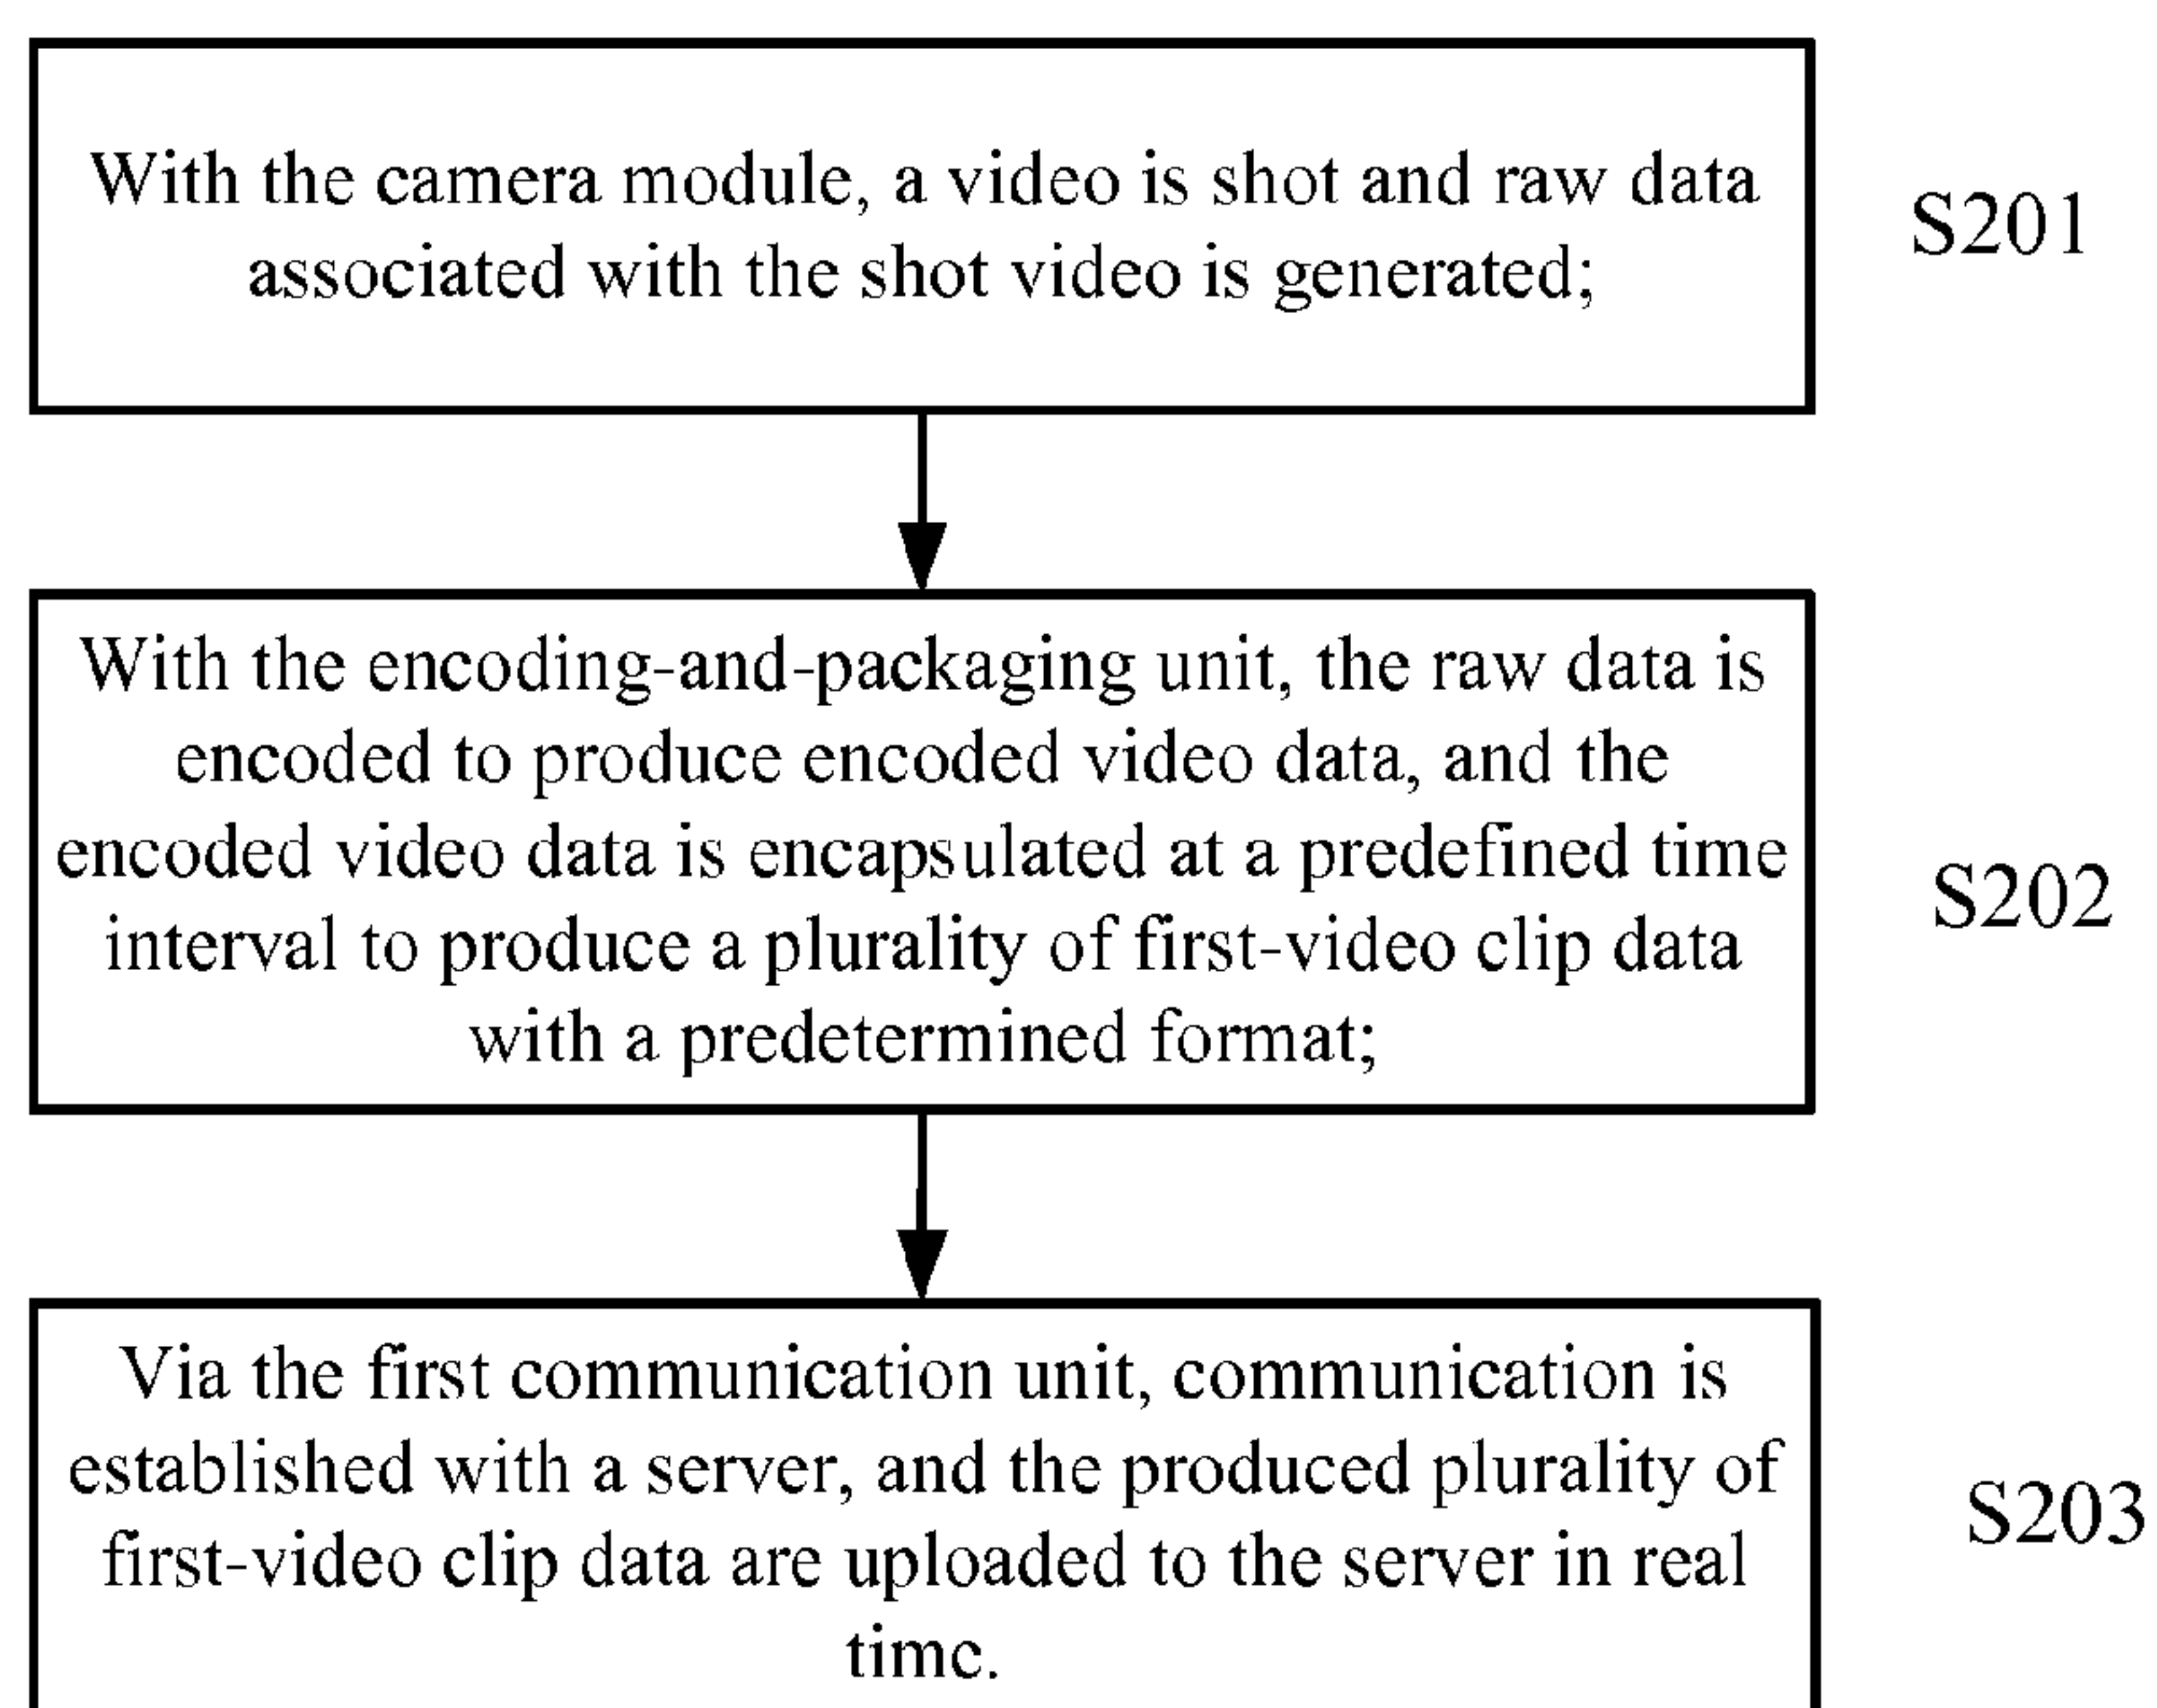 With the camera module, a video is shot and raw data
associated with the shot video is generated;
S201
With the encoding-and-packaging unit, the raw data is
encoded to produce encoded video data, and the
encoded video data is encapsulated at a predefined time
interval to produce a plurality of first-video clip data
with a predetermined format;
S202
Via the first communication unit, communication is
established with a server, and the produced plurality of
first-video clip data are uploaded to the server in real
time.
S203